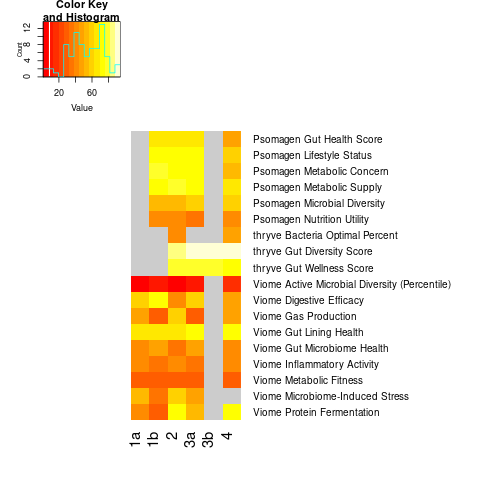 Color Key
and Histogram
Count
0 4 8 12
20 60
Value
Psomagen Gut Health Score
Psomagen Lifestyle Status
Psomagen Metabolic Concern
Psomagen Metabolic Supply
Psomagen Microbial Diversity
Psomagen Nutrition Utility
thryve Bacteria Optimal Percent
thryve Gut Diversity Score
thryve Gut Wellness Score
Viome Active Microbial Diversity (Percentile)
Viome Digestive Efficacy
Viome Gas Production
Viome Gut Lining Health
Viome Gut Microbiome Health
Viome Inflammatory Activity
Viome Metabolic Fitness
Viome Microbiome-Induced Stress
Viome Protein Fermentation
1a 1b 2 3a 3b 4